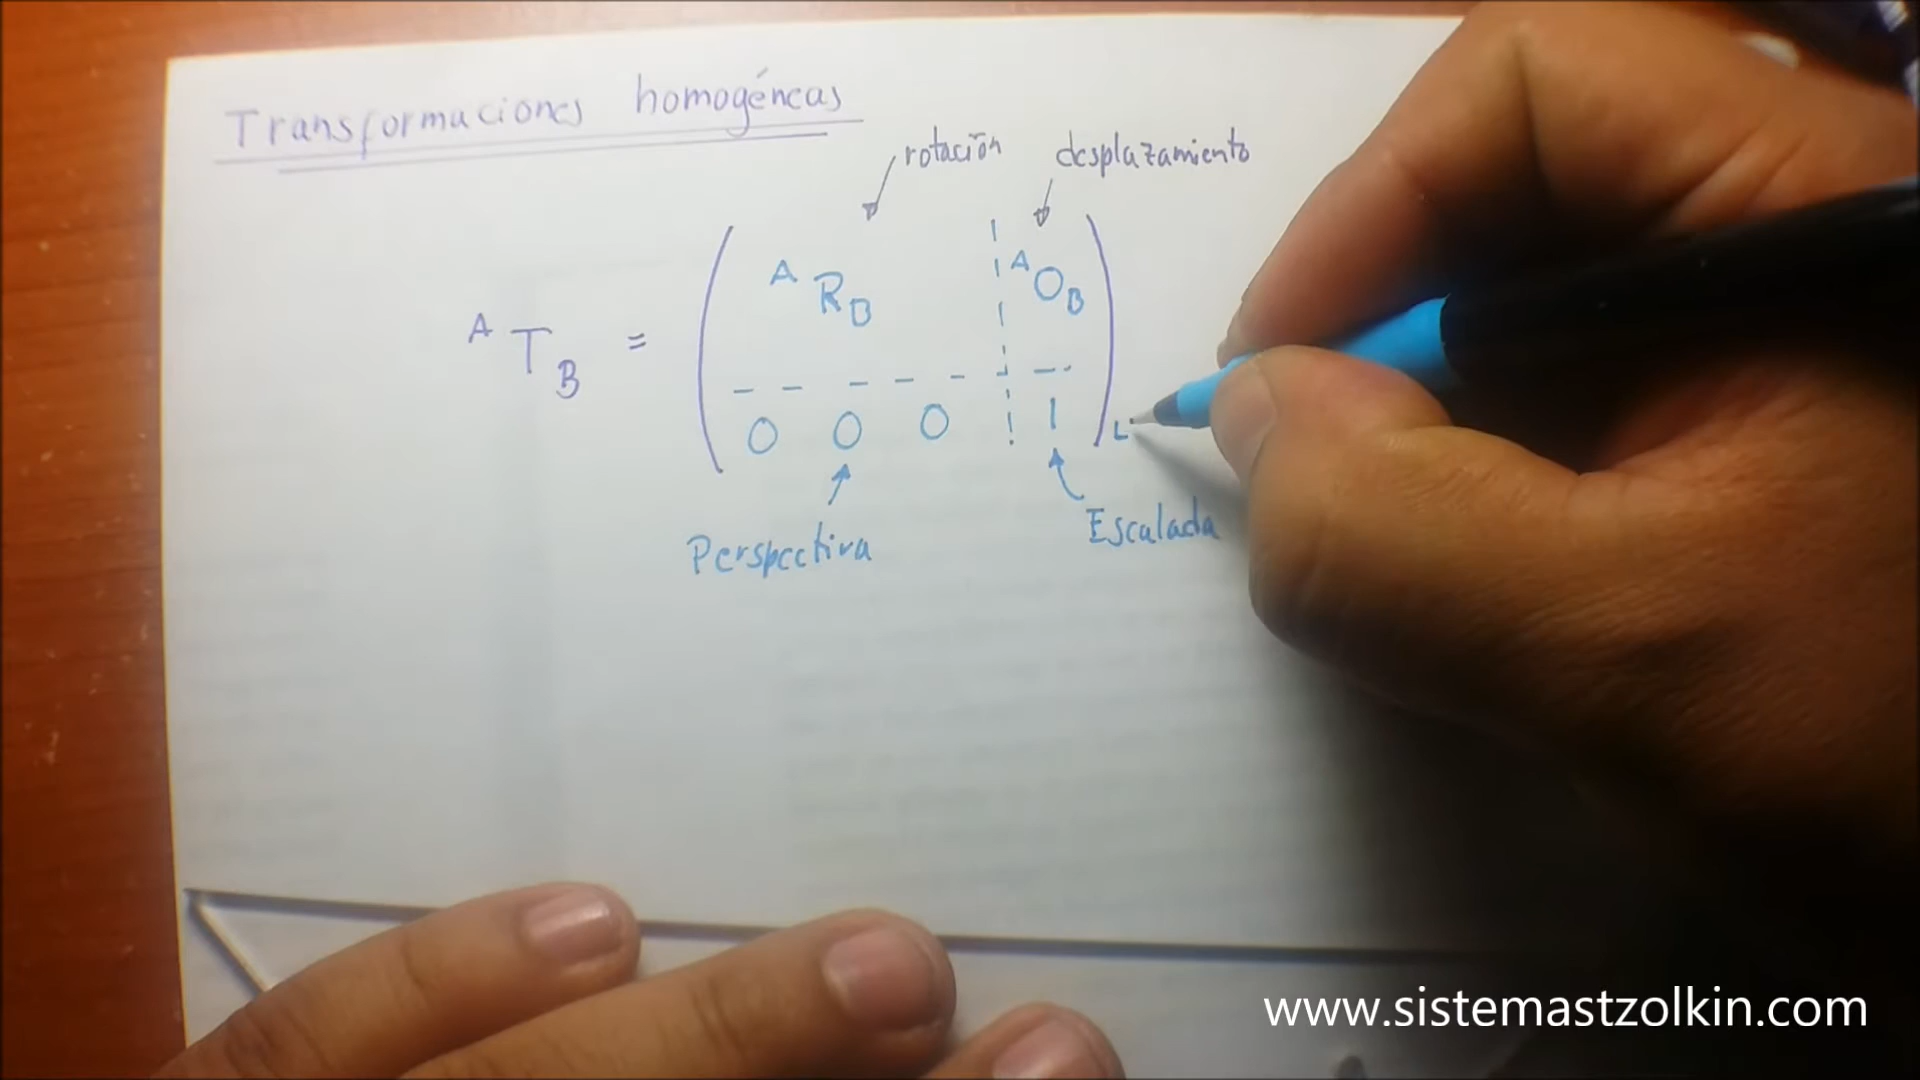 Transformaciones homogéneas
rotación desplazamiento
A R B A O B
A T B =
0 0 0 1
Perspectiva Escalada
www.sistemastzolkin.com